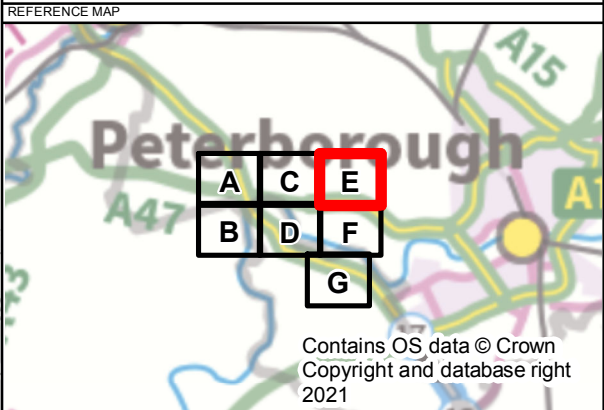 REFERENCE MAP
A15
Peterborough
A C E
A47
A1
B D F
G
Contains OS data © Crown
Copyright and database right
2021